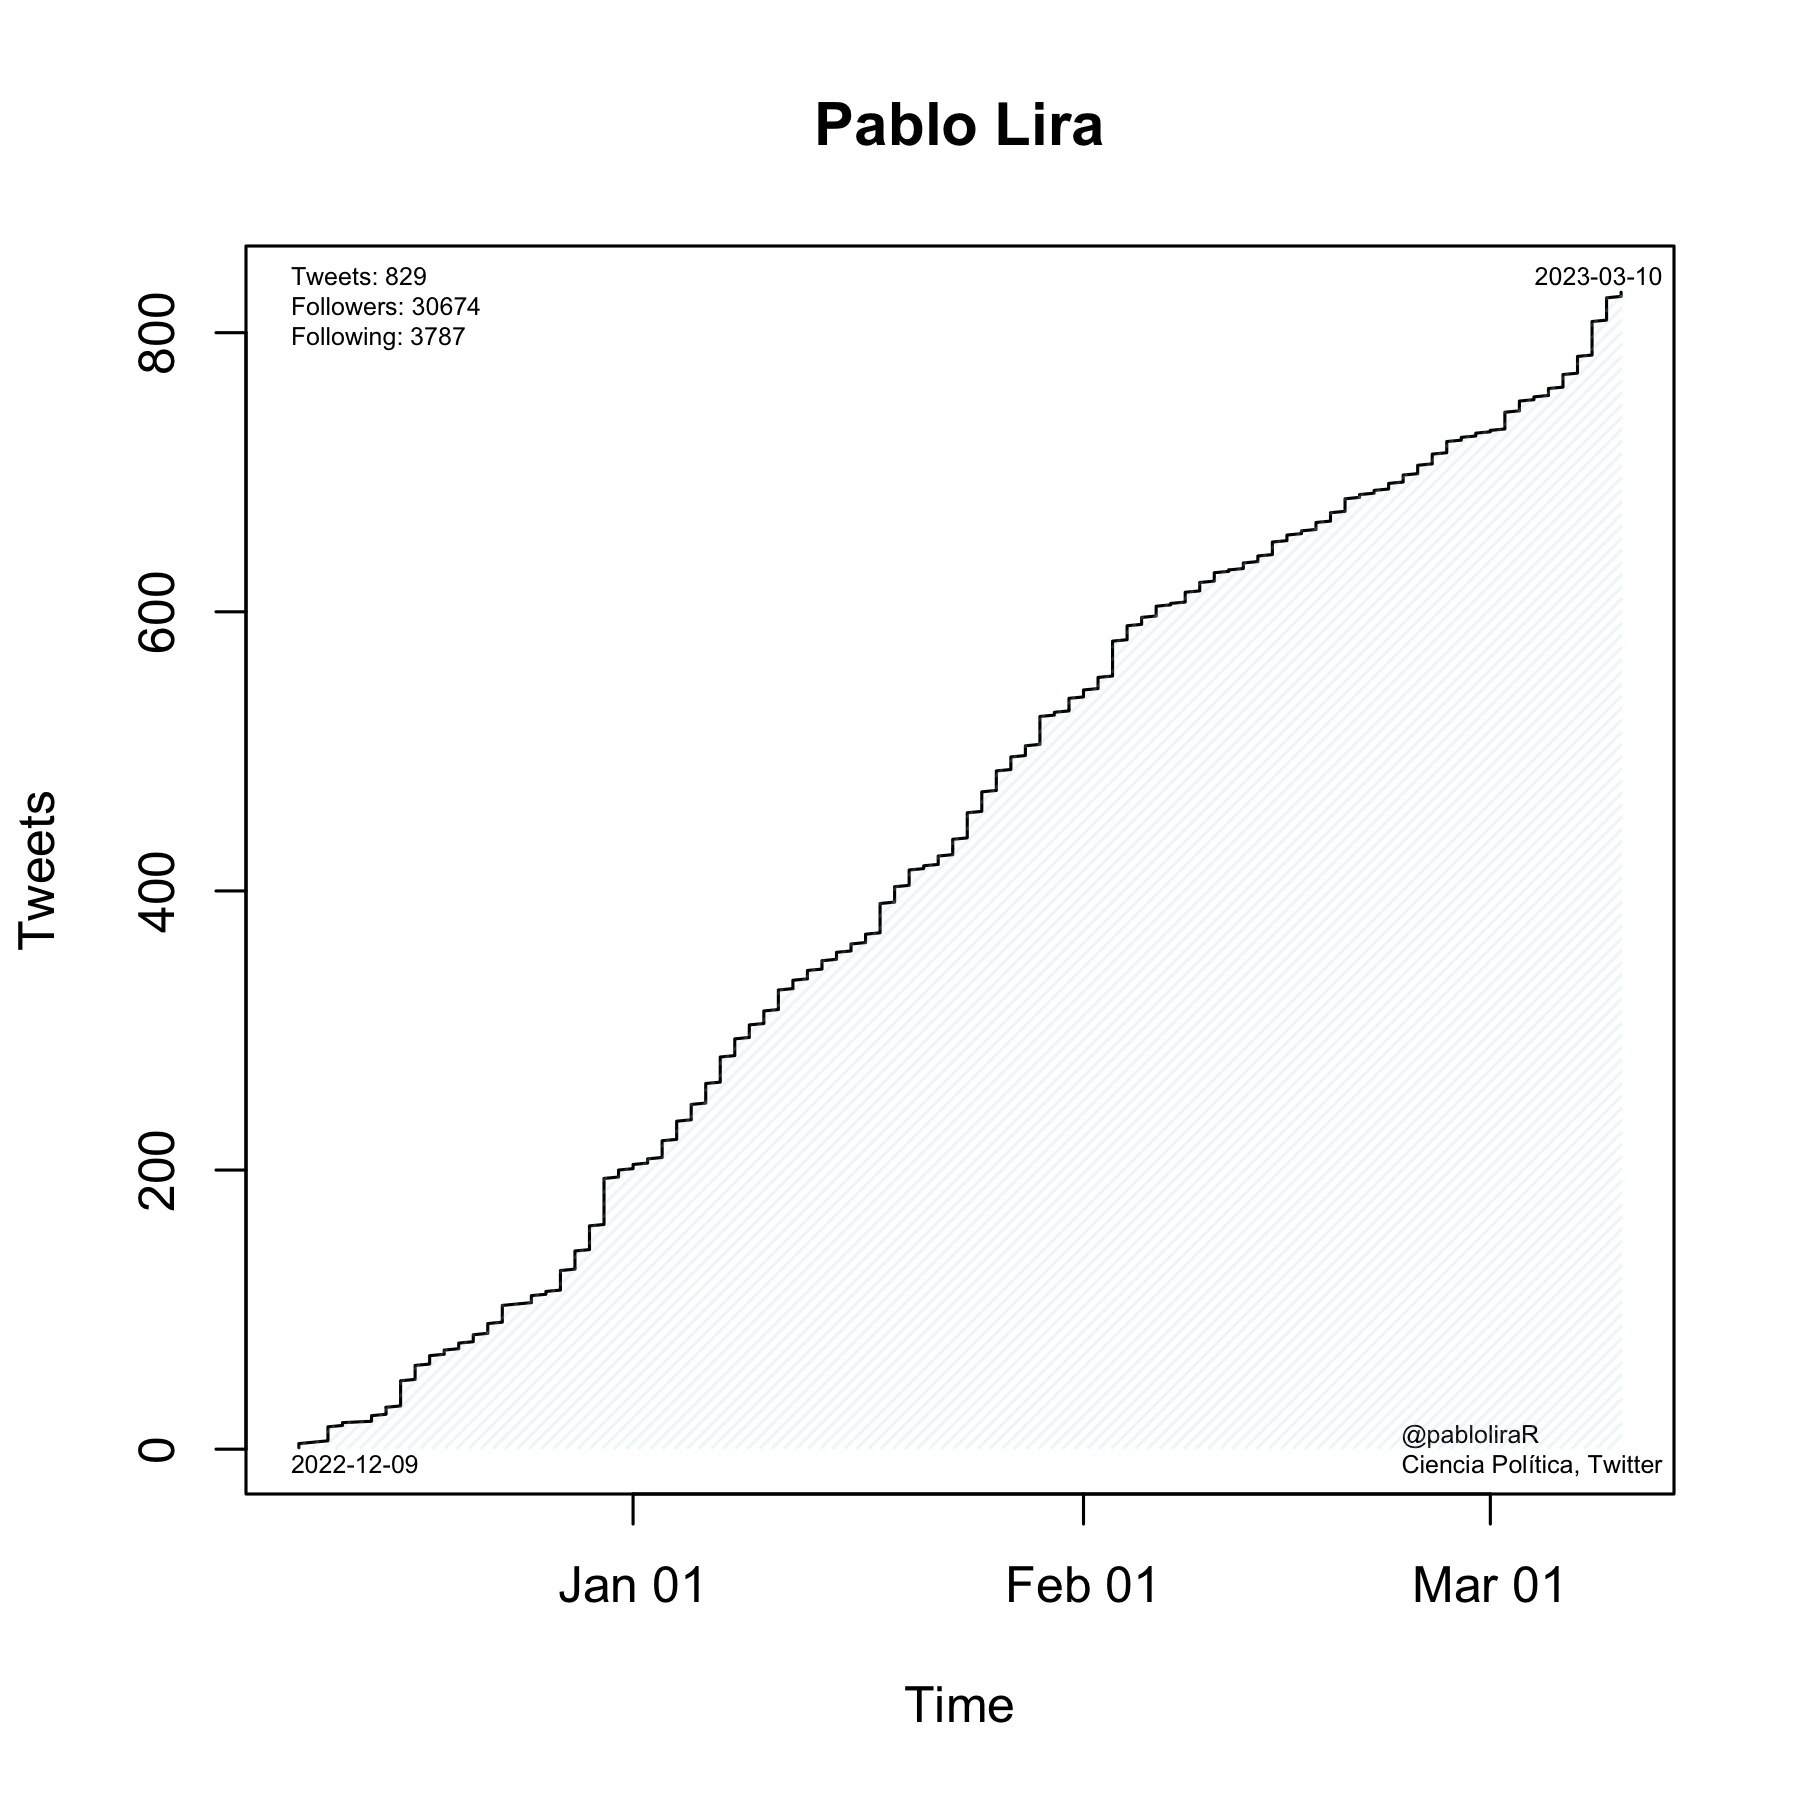 Pablo Lira
Tweets: 829
Followers: 30674
Following: 3787
2023-03-10
800
600
400
200
0
Tweets
2022-12-09
@pabloliraR
Ciencia Política, Twitter
Jan 01
Feb 01
Mar 01
Time